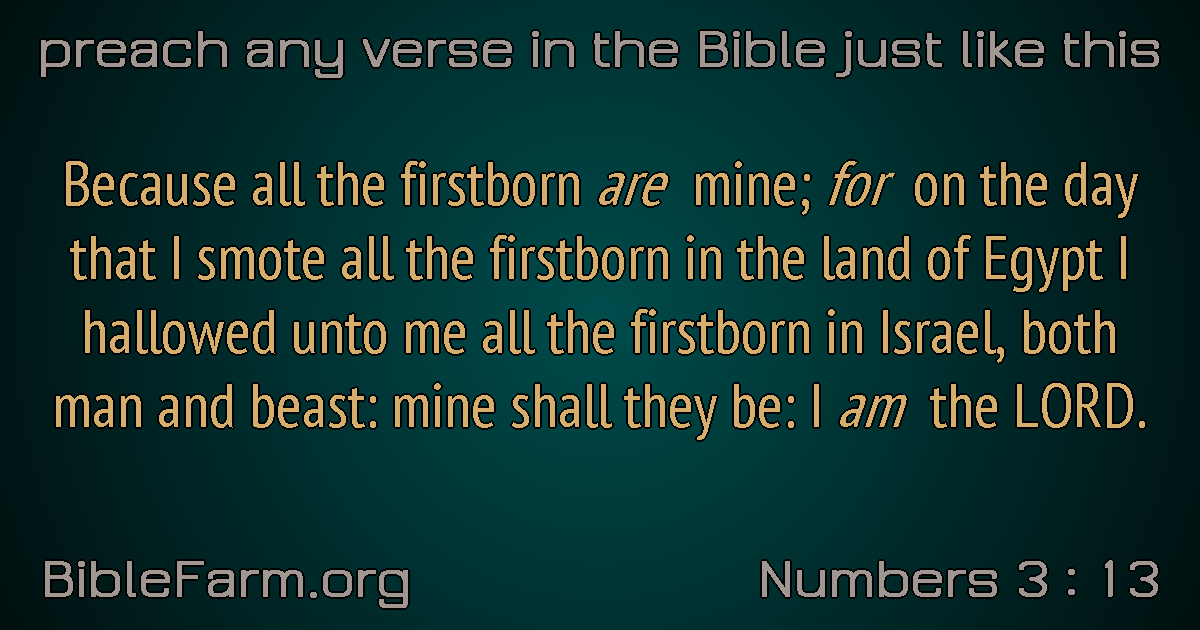 preach any verse in the Bible just like this
Because all the firstborn are mine; for on the day
that I smote all the firstborn in the land of Egypt I
hallowed unto me all the firstborn in Israel, both
man and beast: mine shall they be: I am the LORD.
BibleFarm.org
Numbers 3 : 13